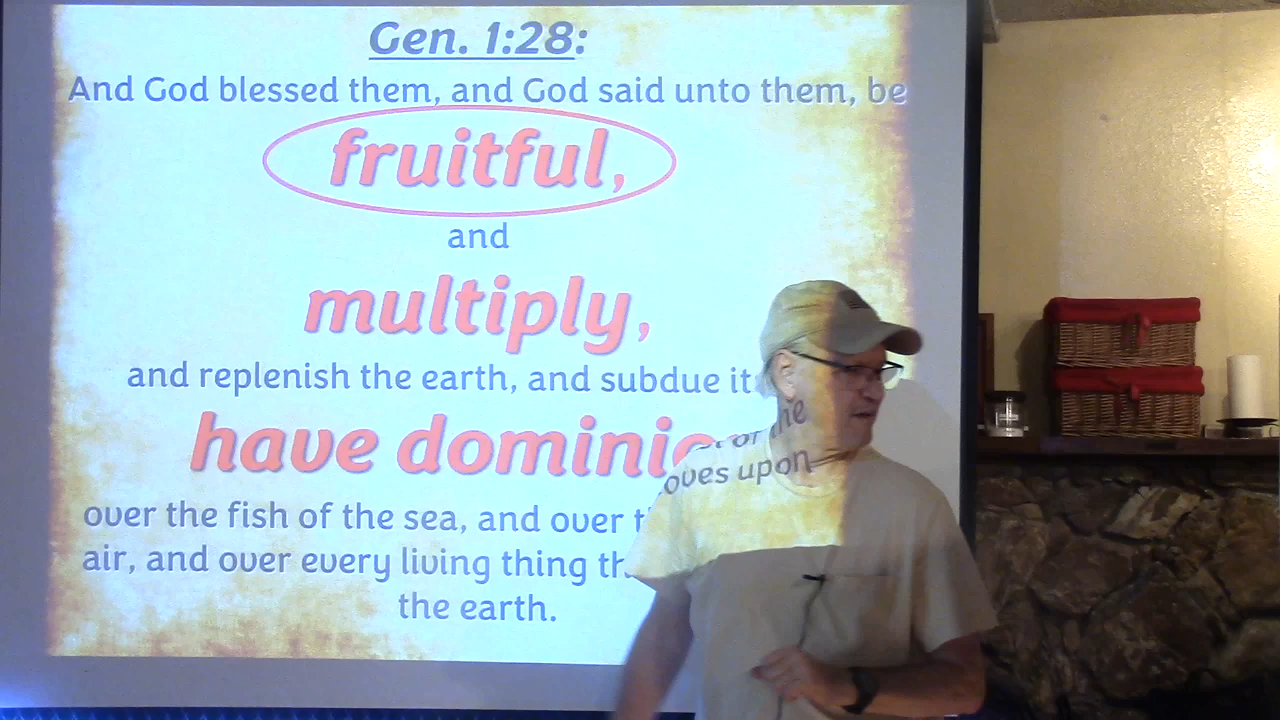 Gen. 1:28:
And God blessed them, and God said unto them, be
fruitful,
and
multiply,
and replenish the earth, and subdue it
have dominio
over the fish of the sea, and over of the
air, and over every living thing th oves upon
the earth.